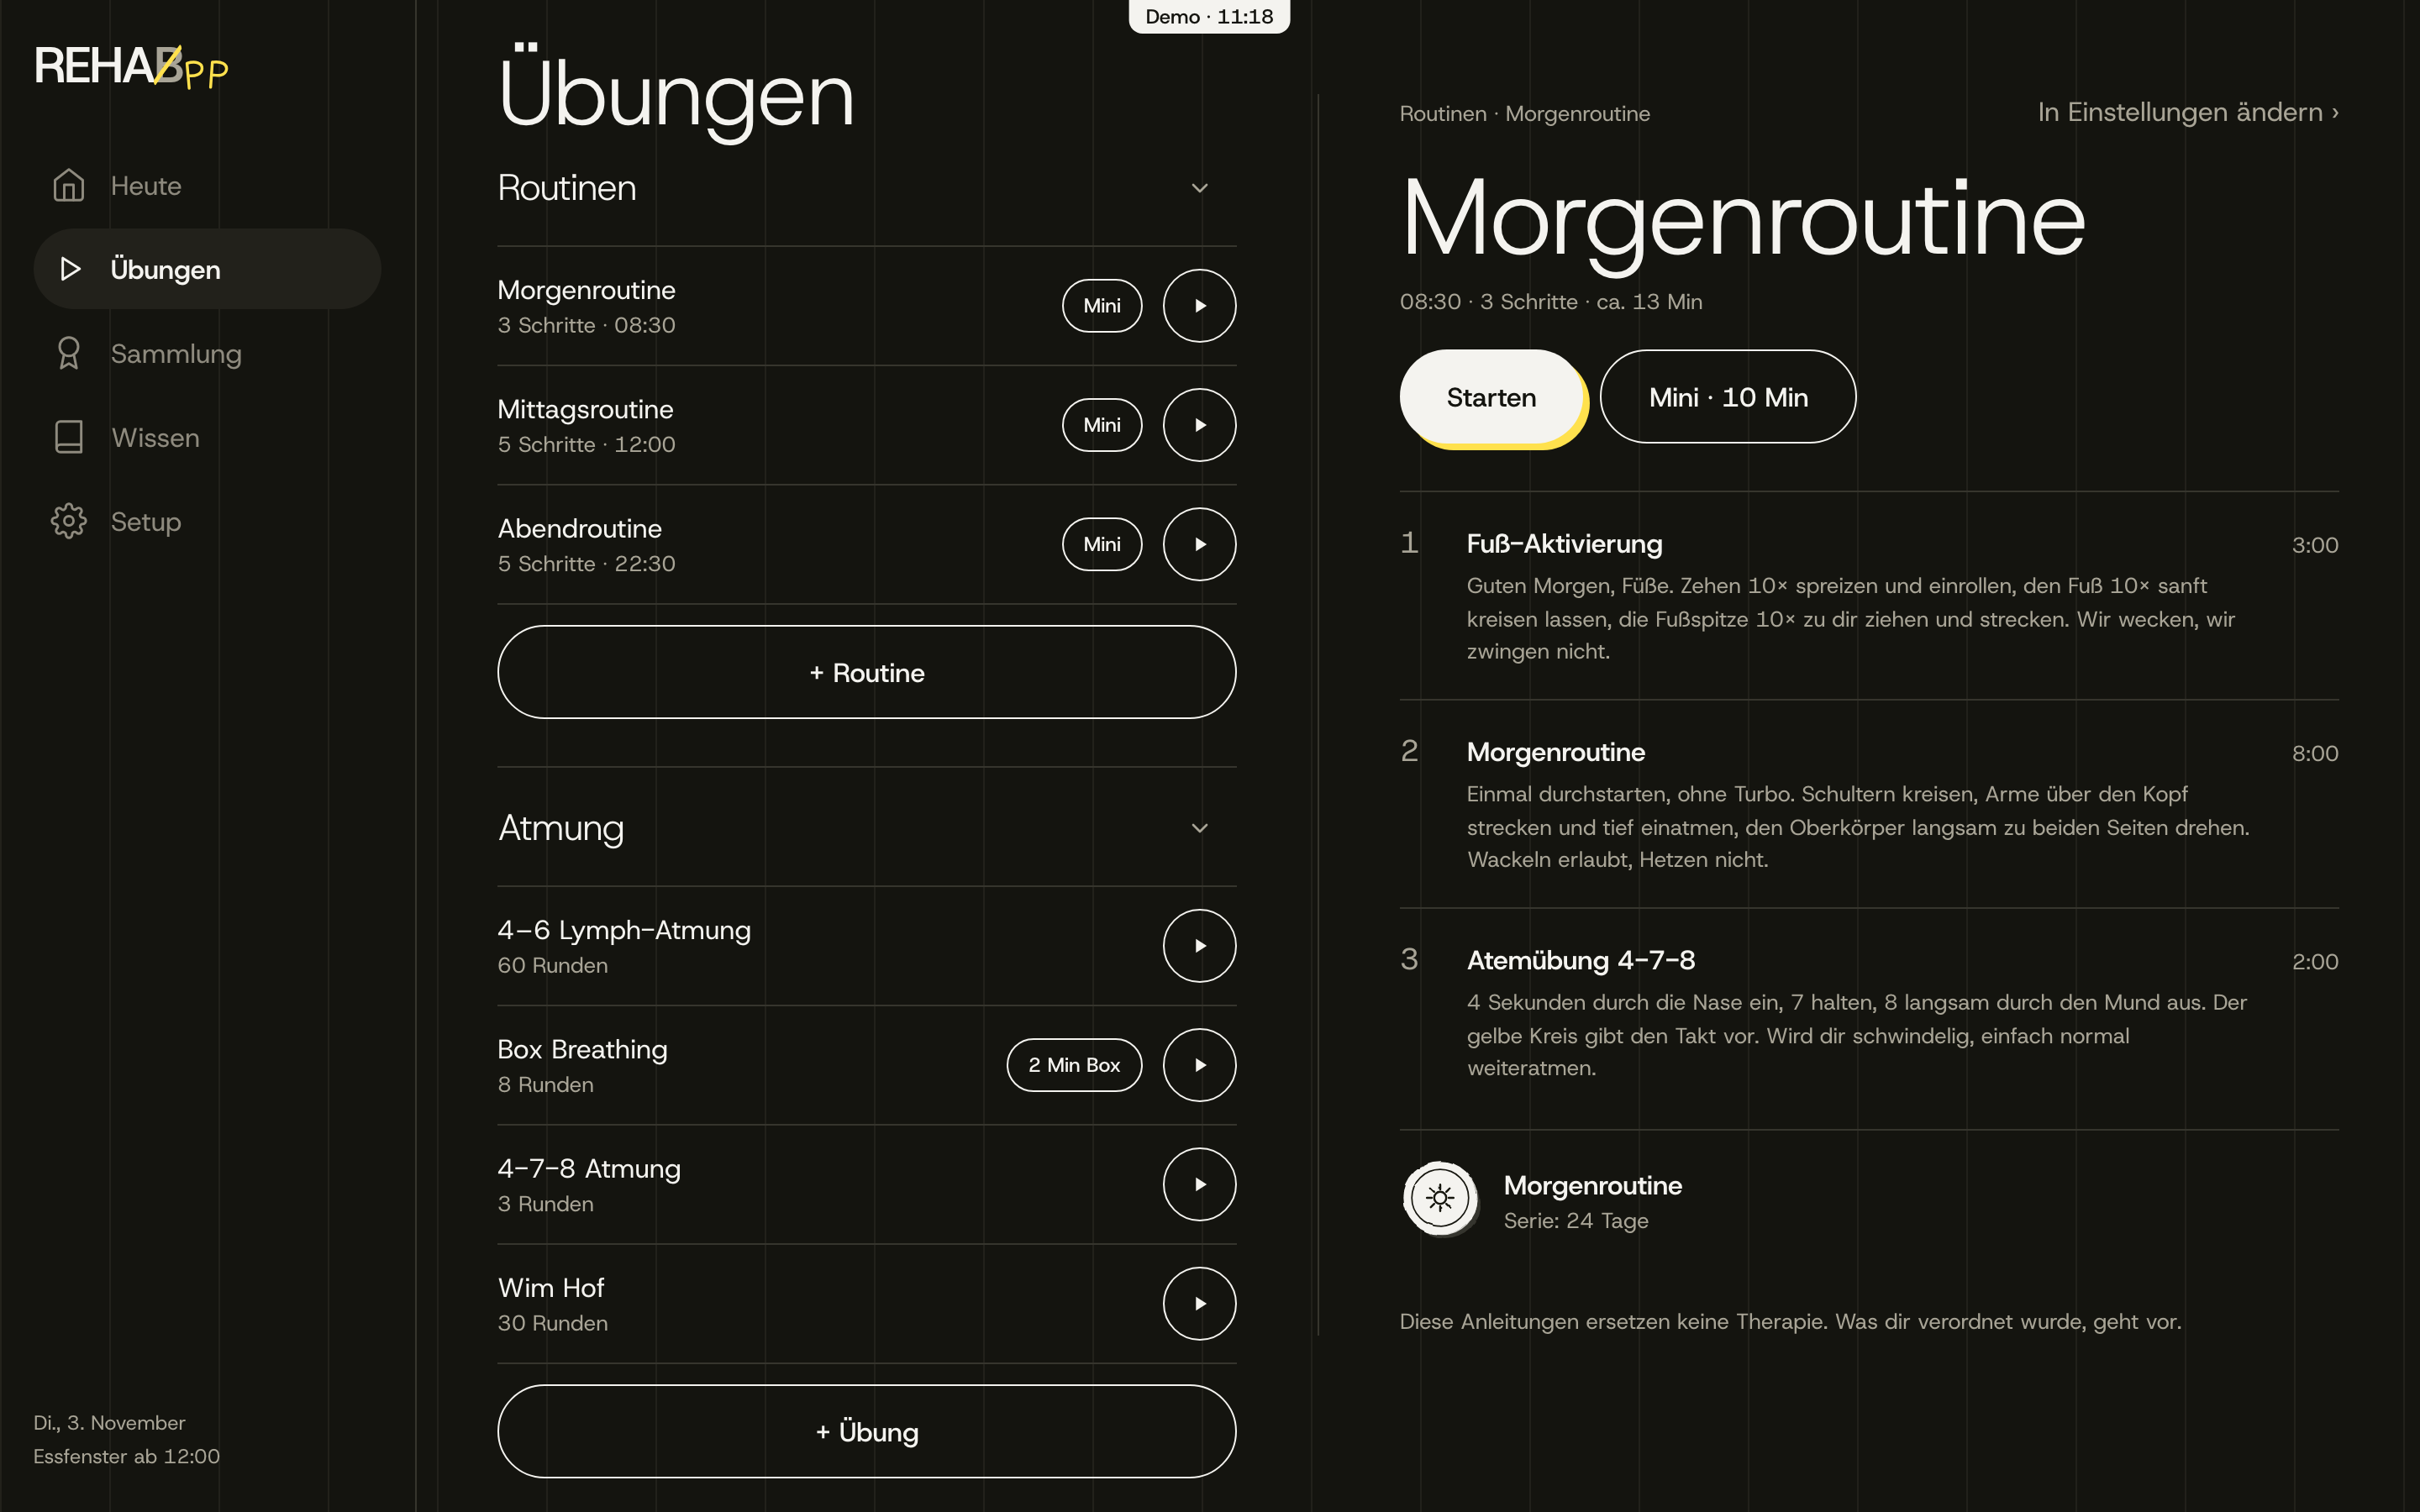 Demo · 11:18
REHABPP
Heute
Übungen
Sammlung
Wissen
Setup
Di., 3. November
Essfenster ab 12:00
Übungen
Routinen
Morgenroutine
3 Schritte · 08:30
Mini
Mittagsroutine
5 Schritte · 12:00
Mini
Abendroutine
5 Schritte · 22:30
Mini
+ Routine
Atmung
4–6 Lymph-Atmung
60 Runden
Box Breathing
8 Runden
2 Min Box
4-7-8 Atmung
3 Runden
Wim Hof
30 Runden
+ Übung
Routinen · Morgenroutine
In Einstellungen ändern ›
Morgenroutine
08:30 · 3 Schritte · ca. 13 Min
Starten
Mini · 10 Min
1 Fuß-Aktivierung 3:00
Guten Morgen, Füße. Zehen 10× spreizen und einrollen, den Fuß 10× sanft
kreisen lassen, die Fußspitze 10× zu dir ziehen und strecken. Wir wecken, wir
zwingen nicht.
2 Morgenroutine 8:00
Einmal durchstarten, ohne Turbo. Schultern kreisen, Arme über den Kopf
strecken und tief einatmen, den Oberkörper langsam zu beiden Seiten drehen.
Wackeln erlaubt, Hetzen nicht.
3 Atemübung 4-7-8 2:00
4 Sekunden durch die Nase ein, 7 halten, 8 langsam durch den Mund aus. Der
gelbe Kreis gibt den Takt vor. Wird dir schwindelig, einfach normal
weiteratmen.
Morgenroutine
Serie: 24 Tage
Diese Anleitungen ersetzen keine Therapie. Was dir verordnet wurde, geht vor.